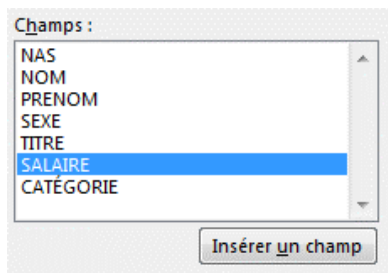 Champs :
NAS
NOM
PRENOM
SEXE
TITRE
SALAIRE
CATÉGORIE
Insérer un champ